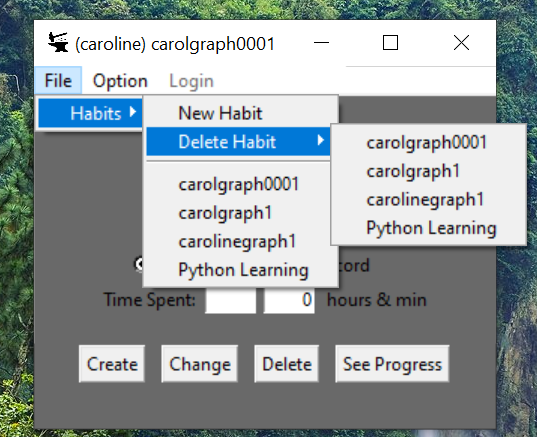 (caroline) carolgraph0001
File Option Login
Habits
New Habit
Delete Habit
carolgraph0001
carolgraph1
carolinegraph1
Python Learning
carolgraph0001
carolgraph1
carolinegraph1
Python Learning
ord
Time Spent: 0 hours & min
Create Change Delete See Progress